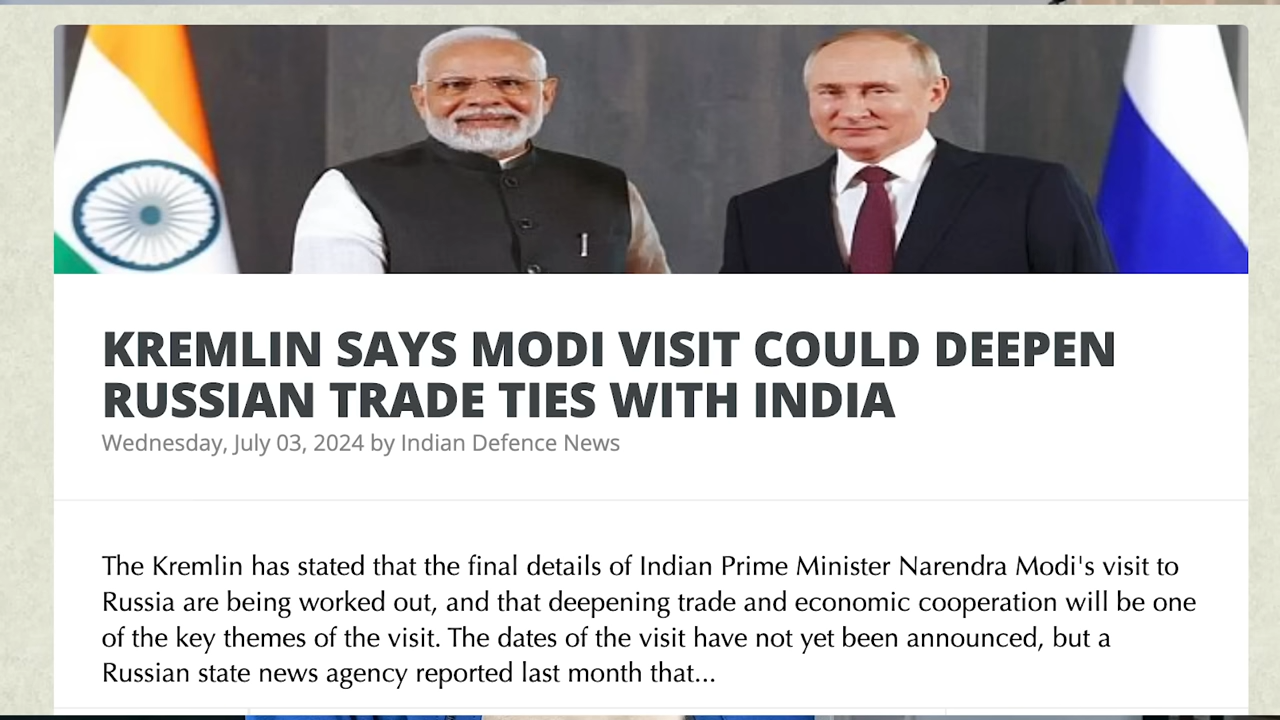 KREMLIN SAYS MODI VISIT COULD DEEPEN
RUSSIAN TRADE TIES WITH INDIA
Wednesday, July 03, 2024 by Indian Defence News
The Kremlin has stated that the final details of Indian Prime Minister Narendra Modi's visit to
Russia are being worked out, and that deepening trade and economic cooperation will be one
of the key themes of the visit. The dates of the visit have not yet been announced, but a
Russian state news agency reported last month that...